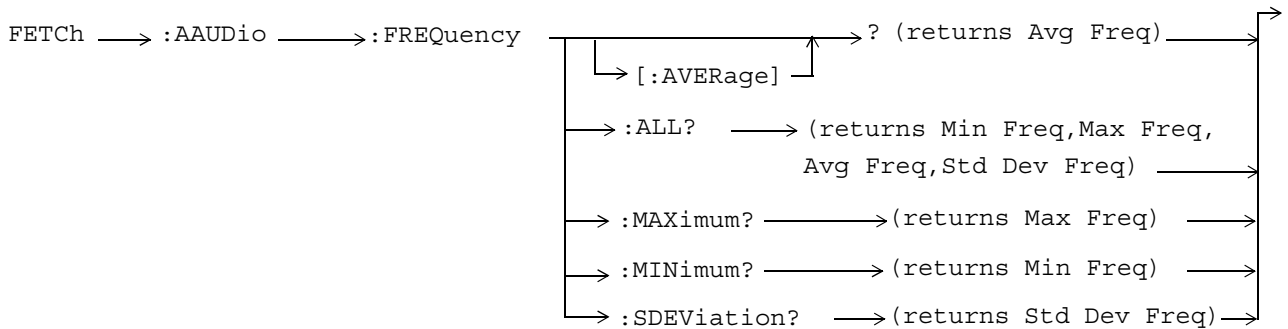 FETCh :AAUDio :FREQuency ? (returns Avg Freq)
[:AVERage]
:ALL? (returns Min Freq,Max Freq,
Avg Freq,Std Dev Freq)
:MAXimum? (returns Max Freq)
:MINimum? (returns Min Freq)
:SDEViation? (returns Std Dev Freq)